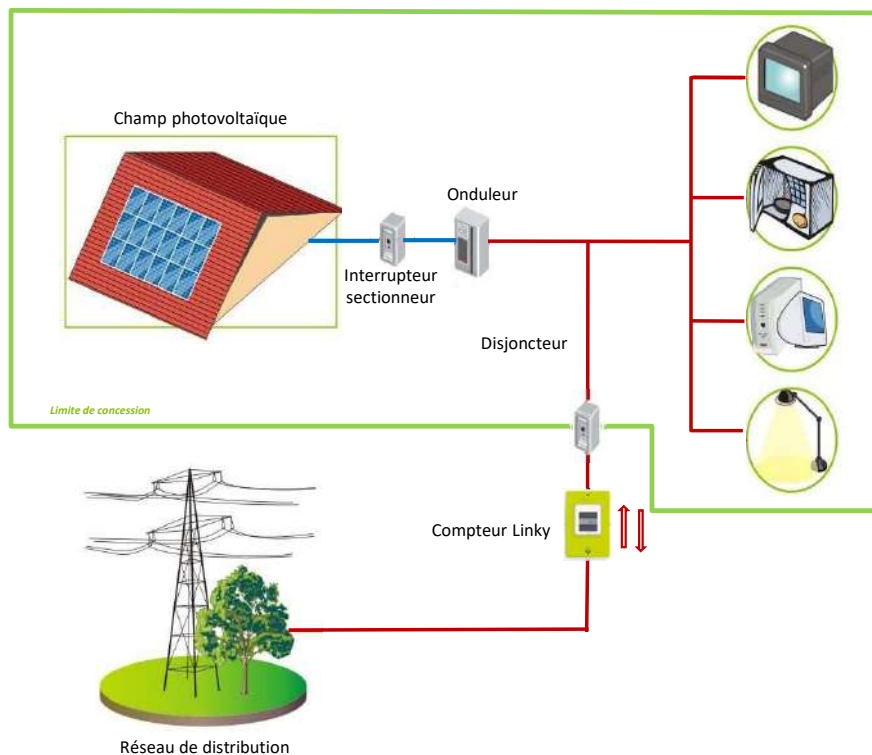 Champ photovoltaïque
Onduleur
Interrupteur
sectionneur
Disjoncteur
Limite de concession
Compteur Linky
Réseau de distribution